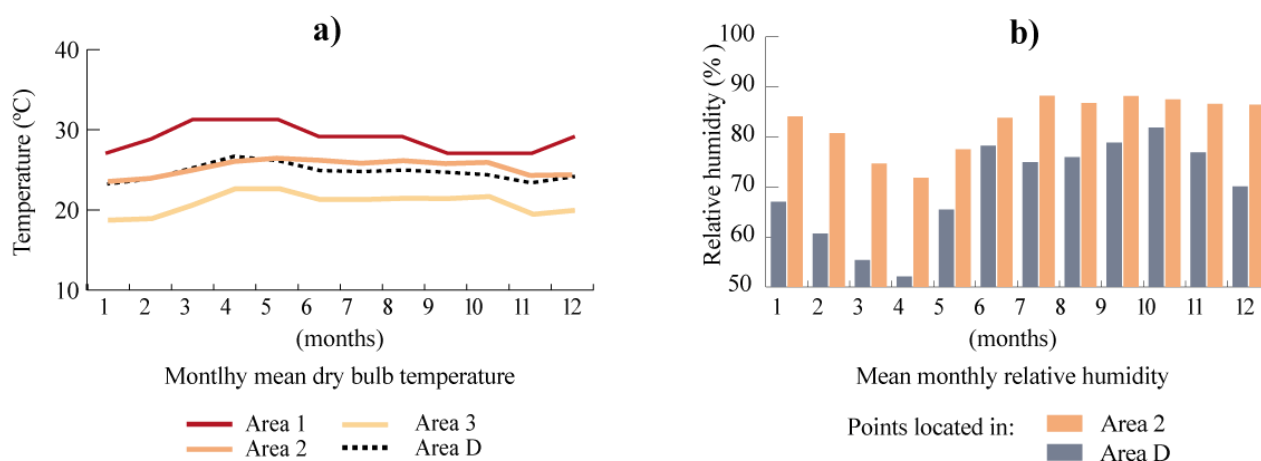 a)
Temperature (ºC)
40
30
20
10
1 2 3 4 5 6 7 8 9 10 11 12
(months)
Montlhy mean dry bulb temperature
Area 1
Area 3
Area 2
Area D
b)
Relative humidity (%)
100
90
80
70
60
50
1 2 3 4 5 6 7 8 9 10 11 12
(months)
Mean monthly relative humidity
Points located in:
Area 2
Area D